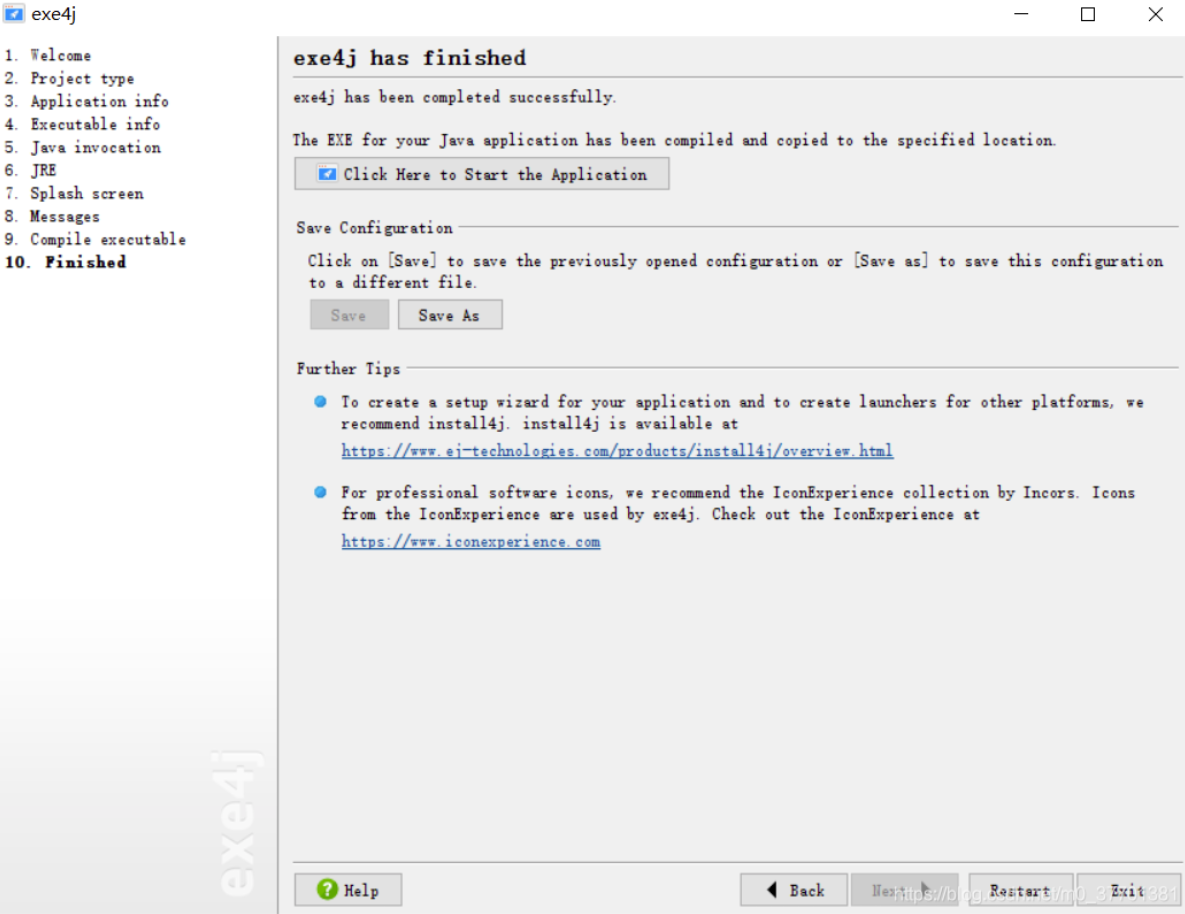 exe4j
1. Welcome
2. Project type
3. Application info
4. Executable info
5. Java invocation
6. JRE
7. Splash screen
8. Messages
9. Compile executable
10. Finished
exe4j has finished
exe4j has been completed successfully.
The EXE for your Java application has been compiled and copied to the specified location.
Click Here to Start the Application
Save Configuration
Click on [Save] to save the previously opened configuration or [Save as] to save this configuration
to a different file.
Save Save As
Further Tips
To create a setup wizard for your application and to create launchers for other platforms, we
recommend install4j. install4j is available at
https://www.ej-technologies.com/products/install4j/overview.html
For professional software icons, we recommend the IconExperience collection by Incors. Icons
from the IconExperience are used by exe4j. Check out the IconExperience at
https://www.iconexperience.com
exe4j
Help Back Next Restart Exit